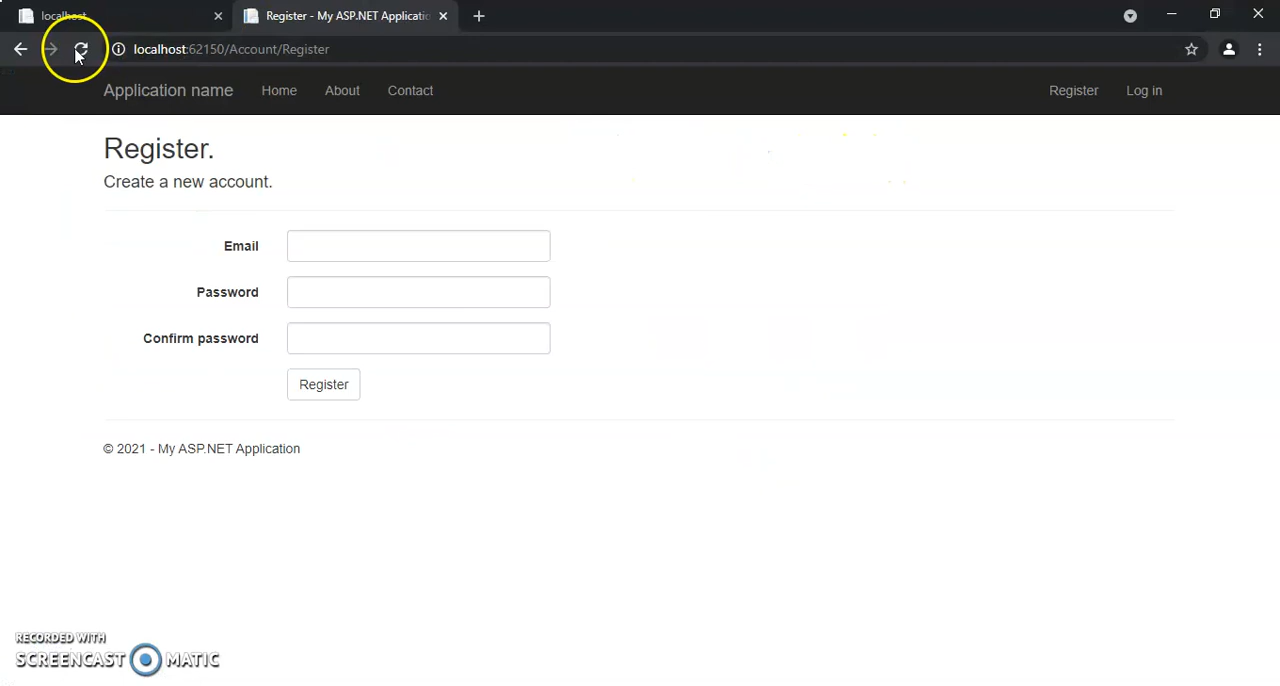 localhost
Register - My ASP.NET Applicatio
localhost:62150/Account/Register
Application name
Home
About
Contact
Register
Log in
Register.
Create a new account.
Email
Password
Confirm password
Register
© 2021 - My ASP.NET Application
RECORDED WITH
SCREENCAST MATIC